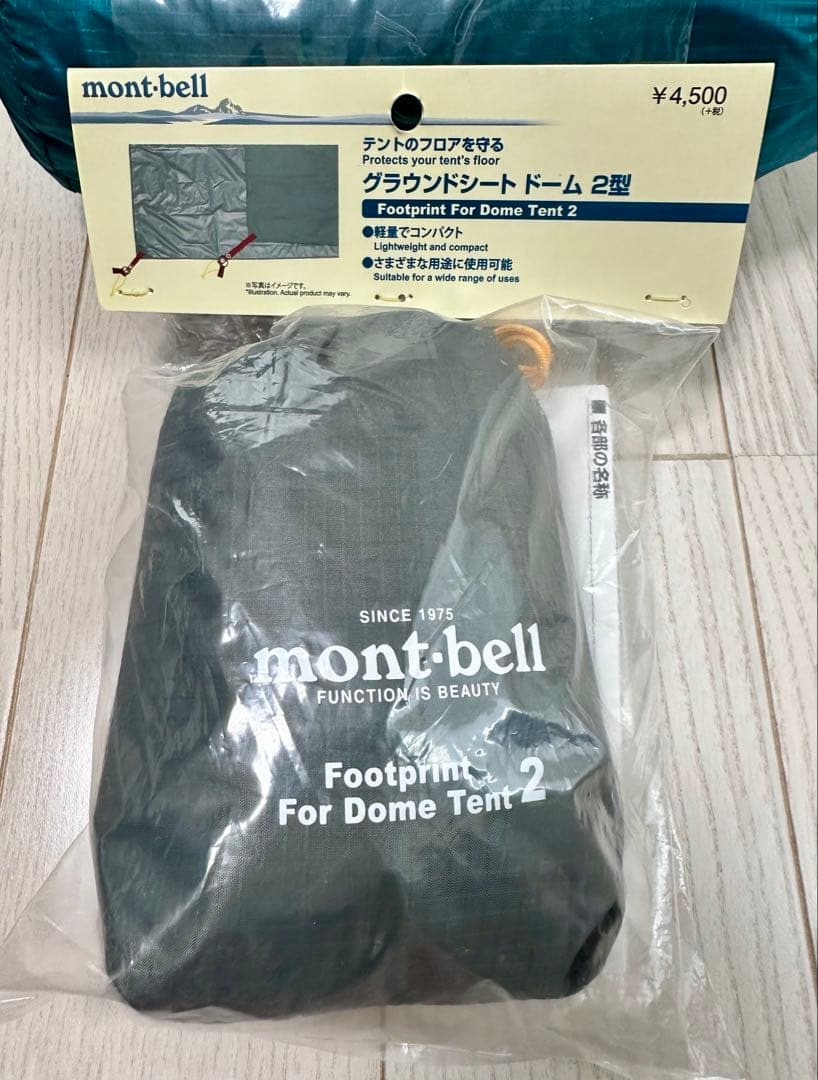 mont·bell
¥4,500
(+税)
テントのフロアを守る
Protects your tent's floor
グラウンドシート ドーム 2型
Footprint For Dome Tent 2
●軽量でコンパクト
Lightweight and compact
●さまざまな用途に使用可能
Suitable for a wide range of uses
※写真はイメージです。
*Illustration. Actual product may vary.
■ 各部の名称
SINCE 1975
mont·bell
FUNCTION IS BEAUTY
Footprint
For Dome Tent 2